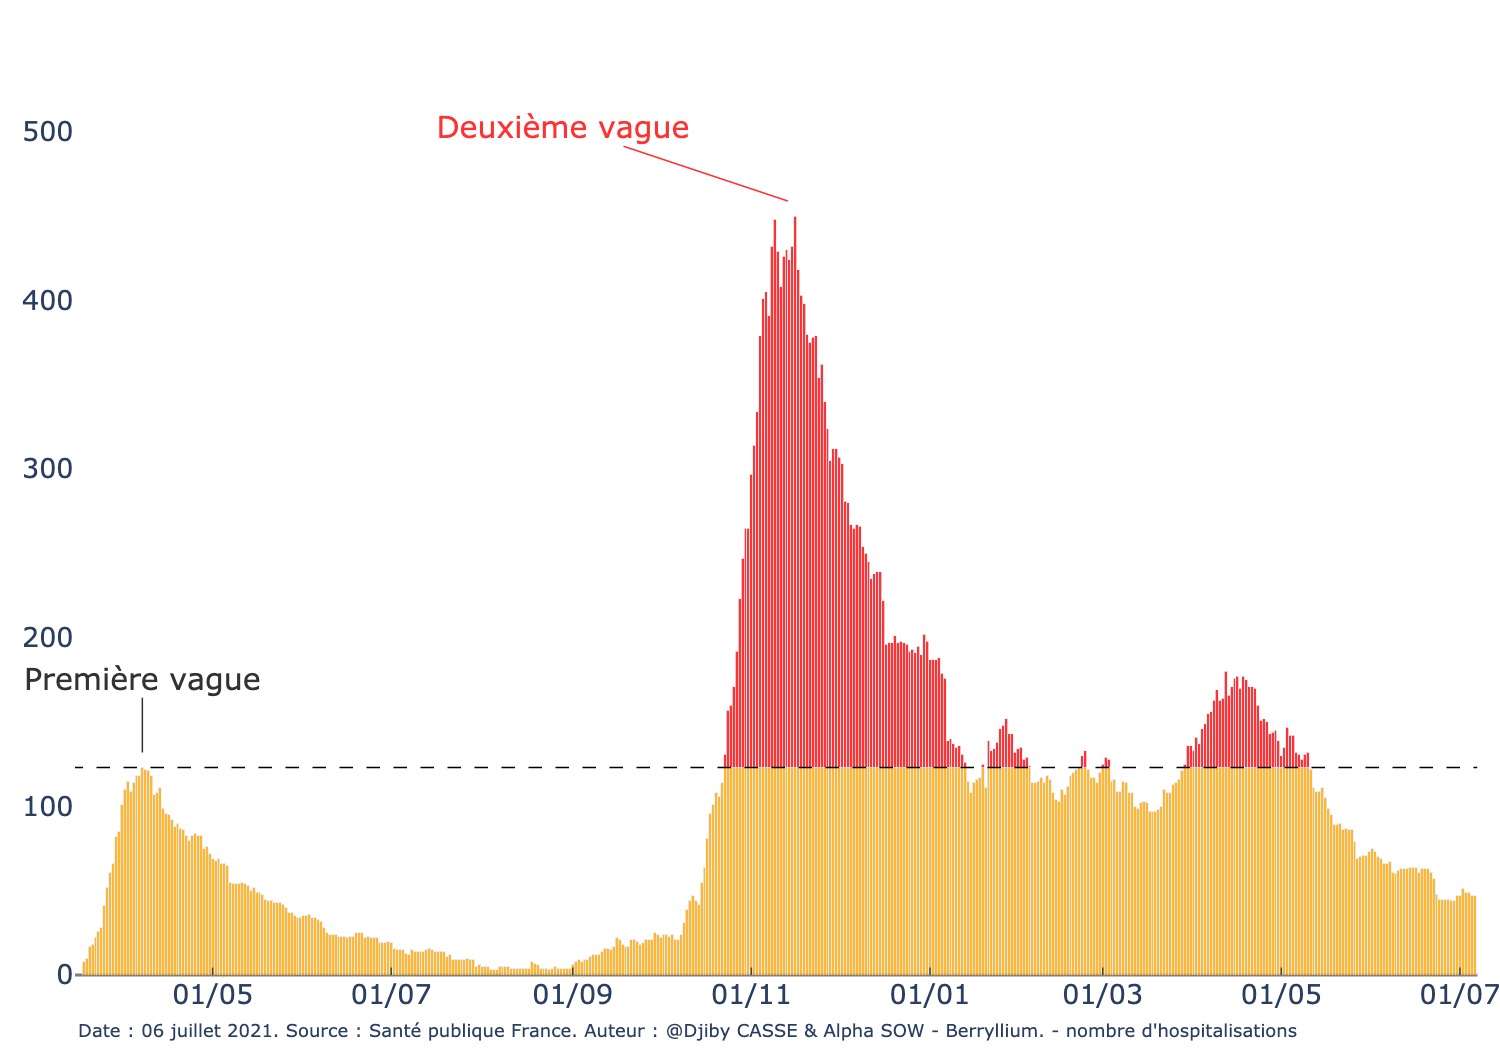 500
Deuxième vague
400
300
200
Première vague
100
0
01/05 01/07 01/09 01/11 01/01 01/03 01/05 01/07
Date : 06 juillet 2021. Source : Santé publique France. Auteur : @Djiby CASSE & Alpha SOW - Berryllium. - nombre d'hospitalisations